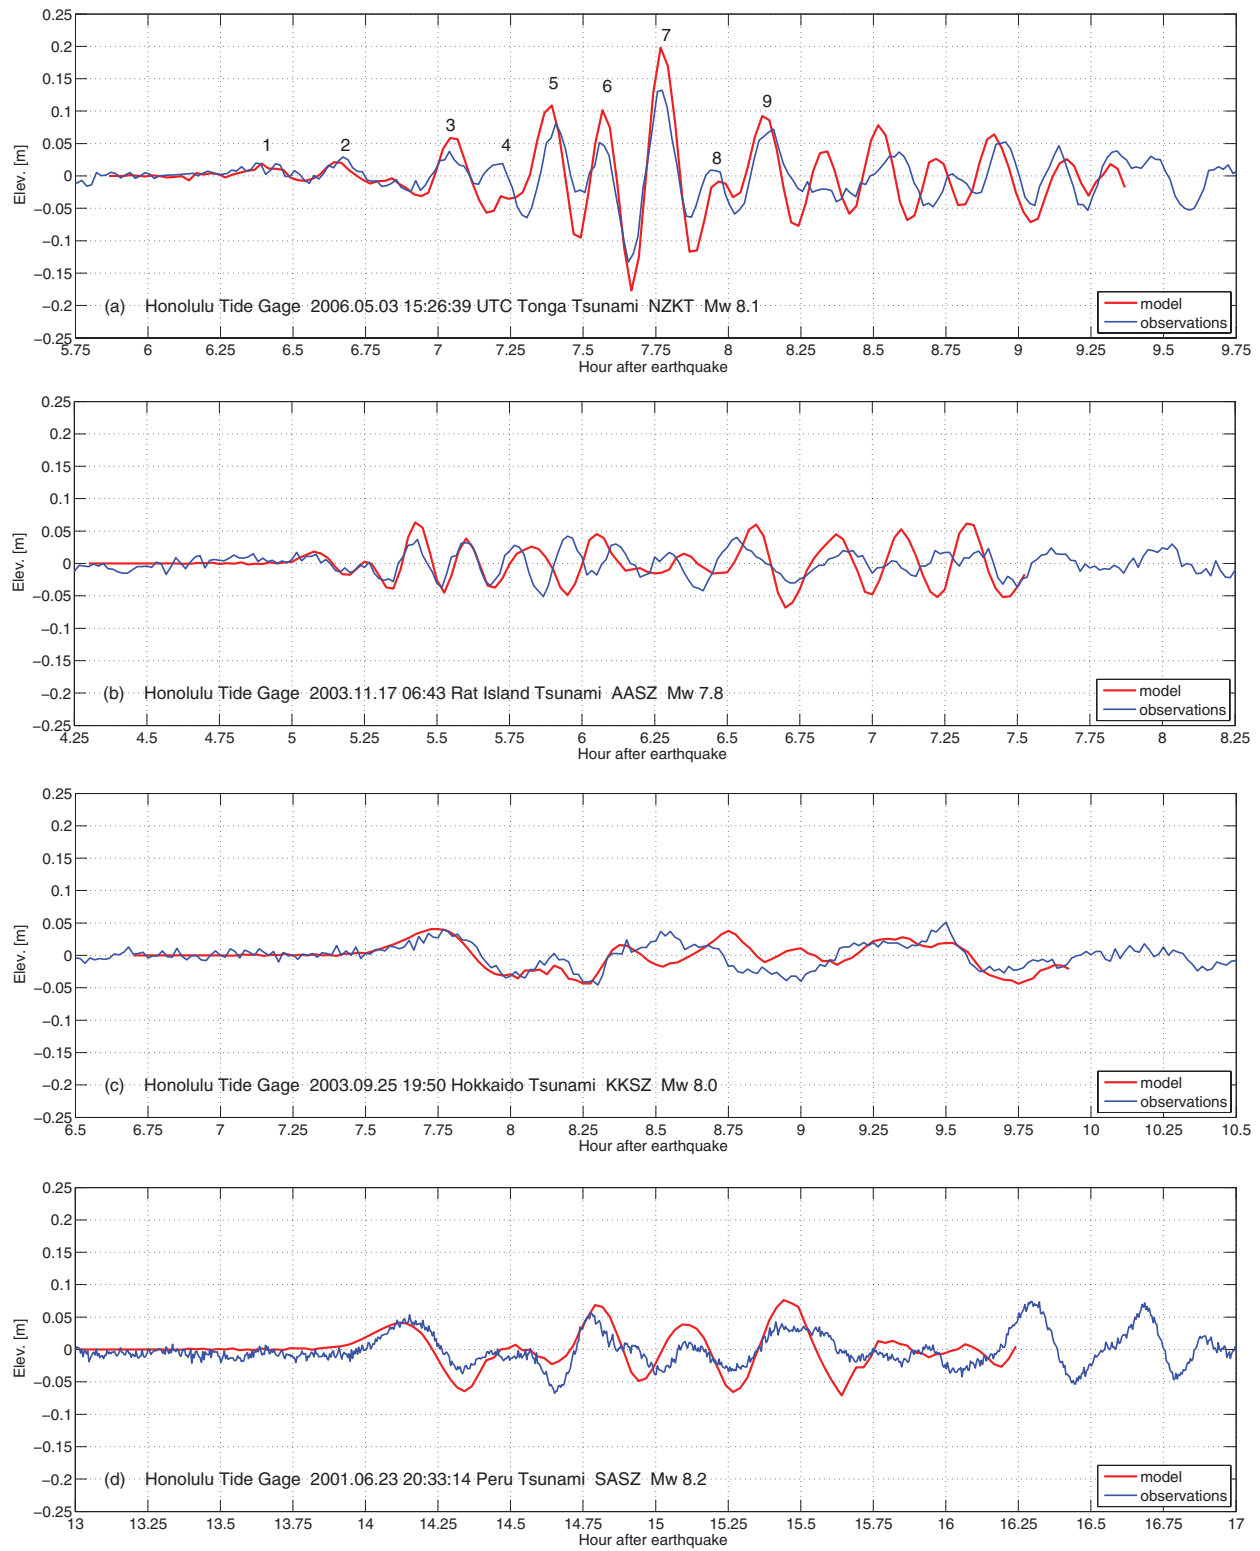 0.25
0.2
0.15
0.1
0.05
0
−0.05
−0.1
−0.15
−0.2
−0.25
Elev. [m]
1
2
3
4
5
6
7
8
9
(a) Honolulu Tide Gage 2006.05.03 15:26:39 UTC Tonga Tsunami NZKT Mw 8.1
model
observations
5.75 6 6.25 6.5 6.75 7 7.25 7.5 7.75 8 8.25 8.5 8.75 9 9.25 9.5 9.75
Hour after earthquake
0.25
0.2
0.15
0.1
0.05
0
−0.05
−0.1
−0.15
−0.2
−0.25
Elev. [m]
(b) Honolulu Tide Gage 2003.11.17 06:43 Rat Island Tsunami AASZ Mw 7.8
model
observations
4.25 4.5 4.75 5 5.25 5.5 5.75 6 6.25 6.5 6.75 7 7.25 7.5 7.75 8 8.25
Hour after earthquake
0.25
0.2
0.15
0.1
0.05
0
−0.05
−0.1
−0.15
−0.2
−0.25
Elev. [m]
(c) Honolulu Tide Gage 2003.09.25 19:50 Hokkaido Tsunami KKSZ Mw 8.0
model
observations
6.5 6.75 7 7.25 7.5 7.75 8 8.25 8.5 8.75 9 9.25 9.5 9.75 10 10.25 10.5
Hour after earthquake
0.25
0.2
0.15
0.1
0.05
0
−0.05
−0.1
−0.15
−0.2
−0.25
Elev. [m]
(d) Honolulu Tide Gage 2001.06.23 20:33:14 Peru Tsunami SASZ Mw 8.2
model
observations
13 13.25 13.5 13.75 14 14.25 14.5 14.75 15 15.25 15.5 15.75 16 16.25 16.5 16.75 17
Hour after earthquake